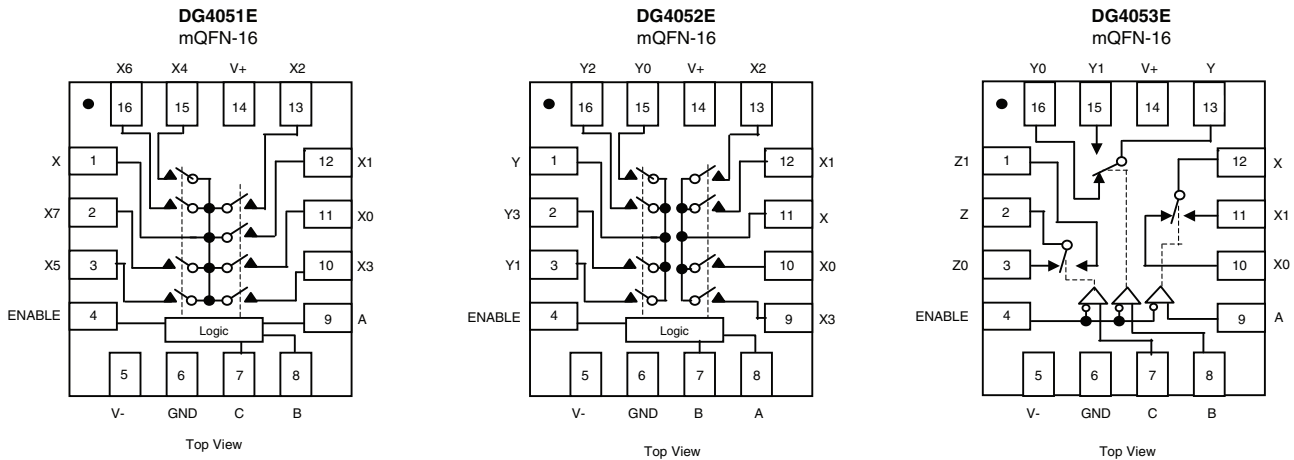 DG4051E
mQFN-16
X6 X4 V+ X2
16 15 14 13
X 1 12 X1
X7 2 11 X0
X5 3 10 X3
ENABLE 4 9 A
Logic
5 6 7 8
V- GND C B
Top View
DG4052E
mQFN-16
Y2 Y0 V+ X2
16 15 14 13
Y 1 12 X1
Y3 2 11 X
Y1 3 10 X0
ENABLE 4 9 X3
Logic
5 6 7 8
V- GND B A
Top View
DG4053E
mQFN-16
Y0 Y1 V+ Y
16 15 14 13
Z1 1 12 X
Z 2 11 X1
Z0 3 10 X0
ENABLE 4 9 A
5 6 7 8
V- GND C B
Top View